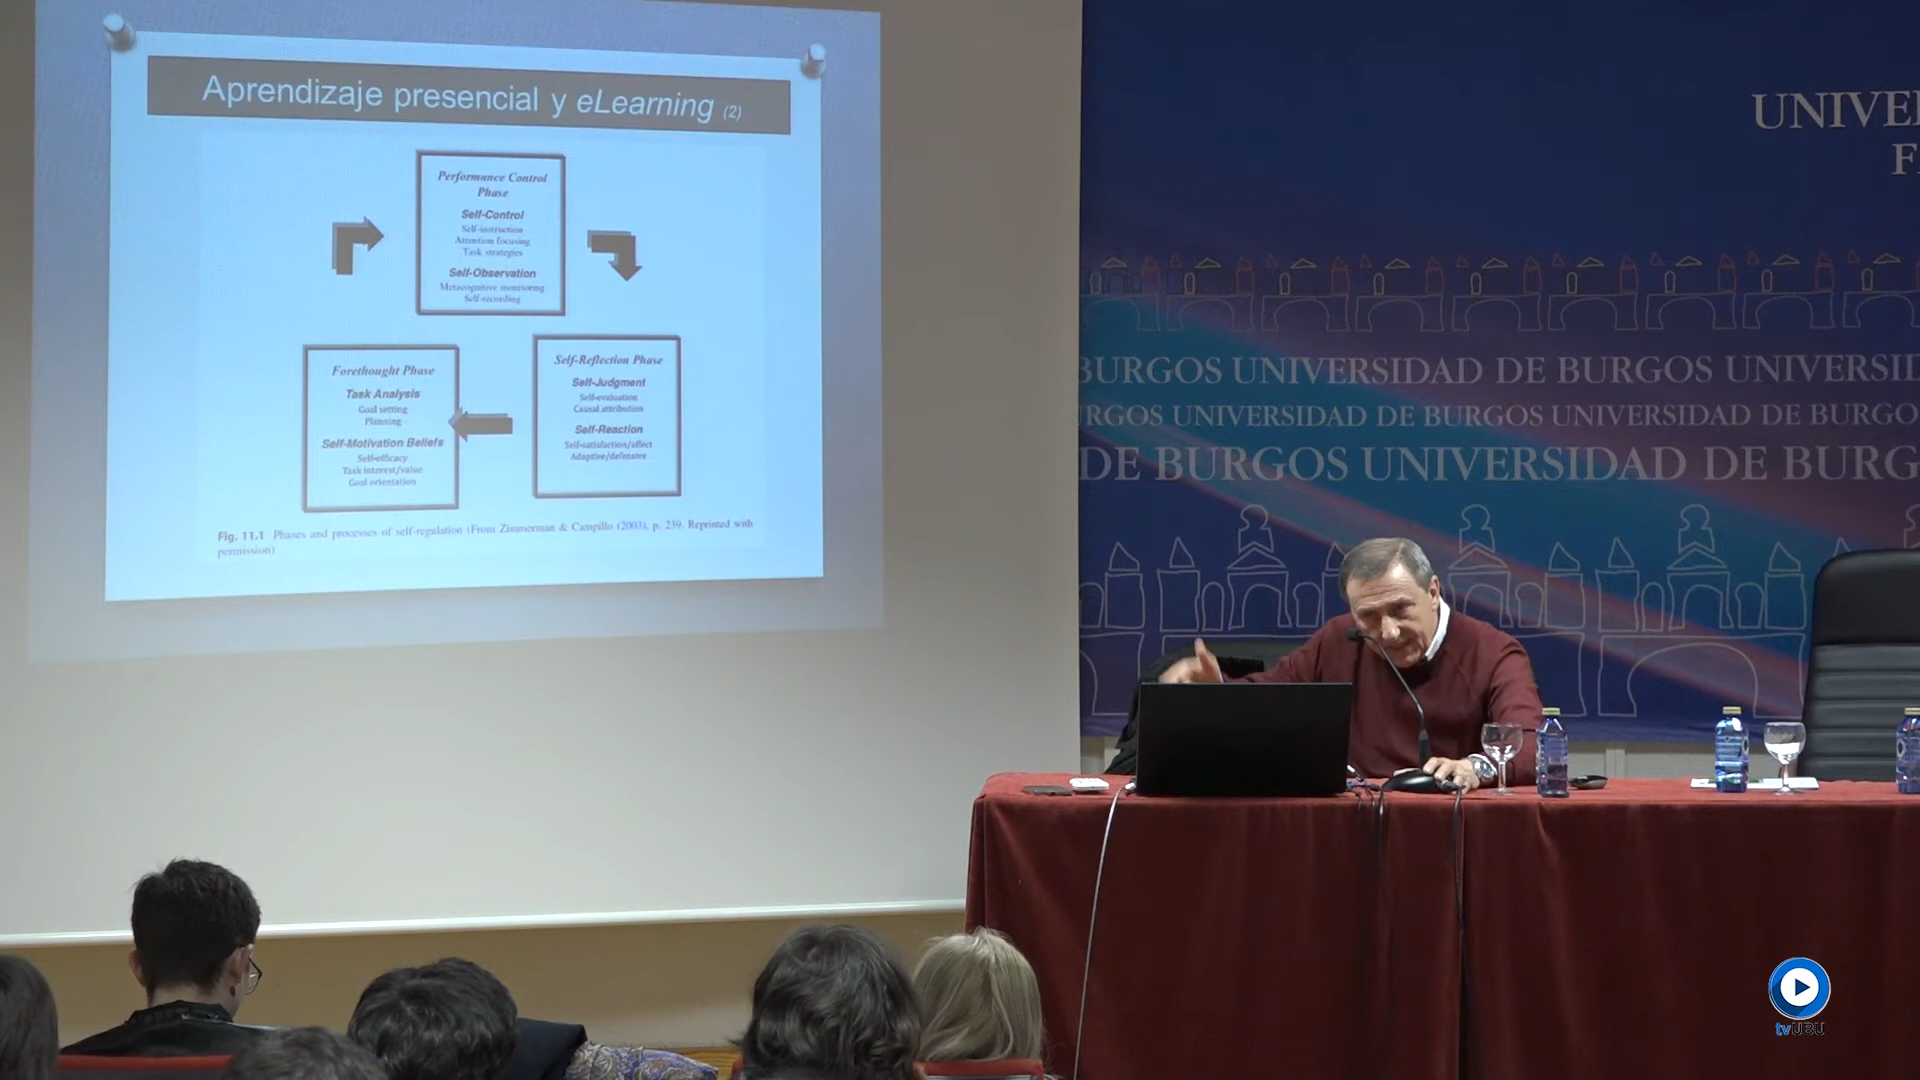 Aprendizaje presencial y eLearning (2)
Performance Control
Phase
Self-Control
Self-instruction
Attention focusing
Task strategies
Self-Observation
Metacognitive monitoring
Self-recording
Forethought Phase
Task Analysis
Goal setting
Planning
Self-Motivation Beliefs
Self-efficacy
Task interest/value
Goal orientation
Self-Reflection Phase
Self-Judgment
Self-evaluation
Causal attribution
Self-Reaction
Self-satisfaction/affect
Adaptive/defensive
Fig. 11.1 Phases and processes of self-regulation (From Zimmerman & Campillo (2003), p. 239. Reprinted with
permission)
UNIVE
F
BURGOS UNIVERSIDAD DE BURGOS UNIVERSID
RGOS UNIVERSIDAD DE BURGOS UNIVERSIDAD DE BURGO
DE BURGOS UNIVERSIDAD DE BURG
tvUBU